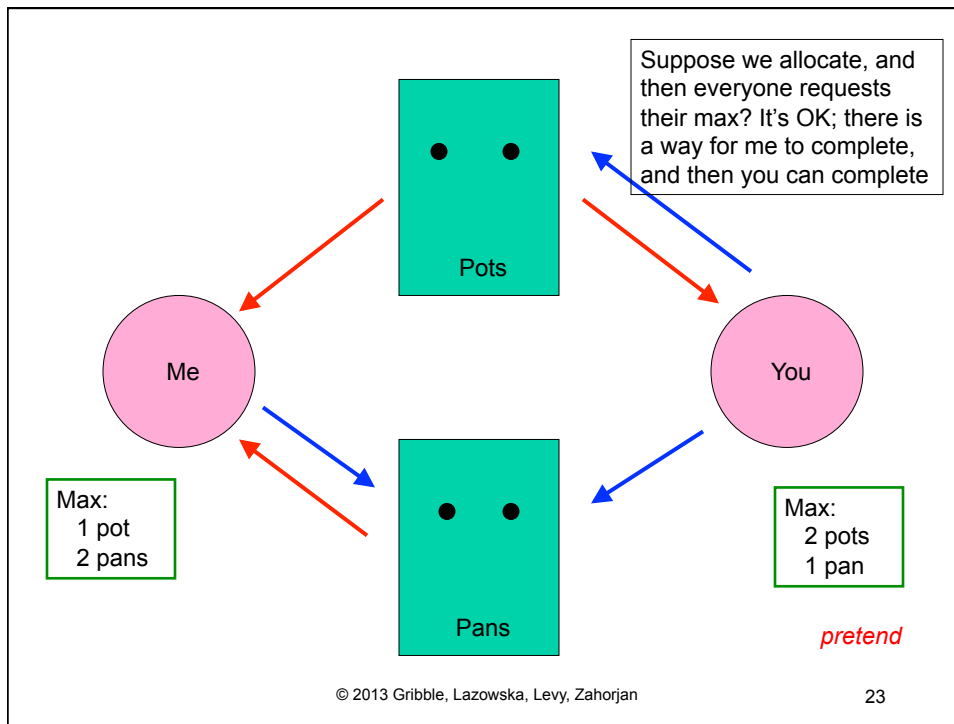 Suppose we allocate, and
then everyone requests
their max? It's OK; there is
a way for me to complete,
and then you can complete
Pots
Me
You
Pans
Max:
1 pot
2 pans
Max:
2 pots
1 pan
pretend
© 2013 Gribble, Lazowska, Levy, Zahorjan
23